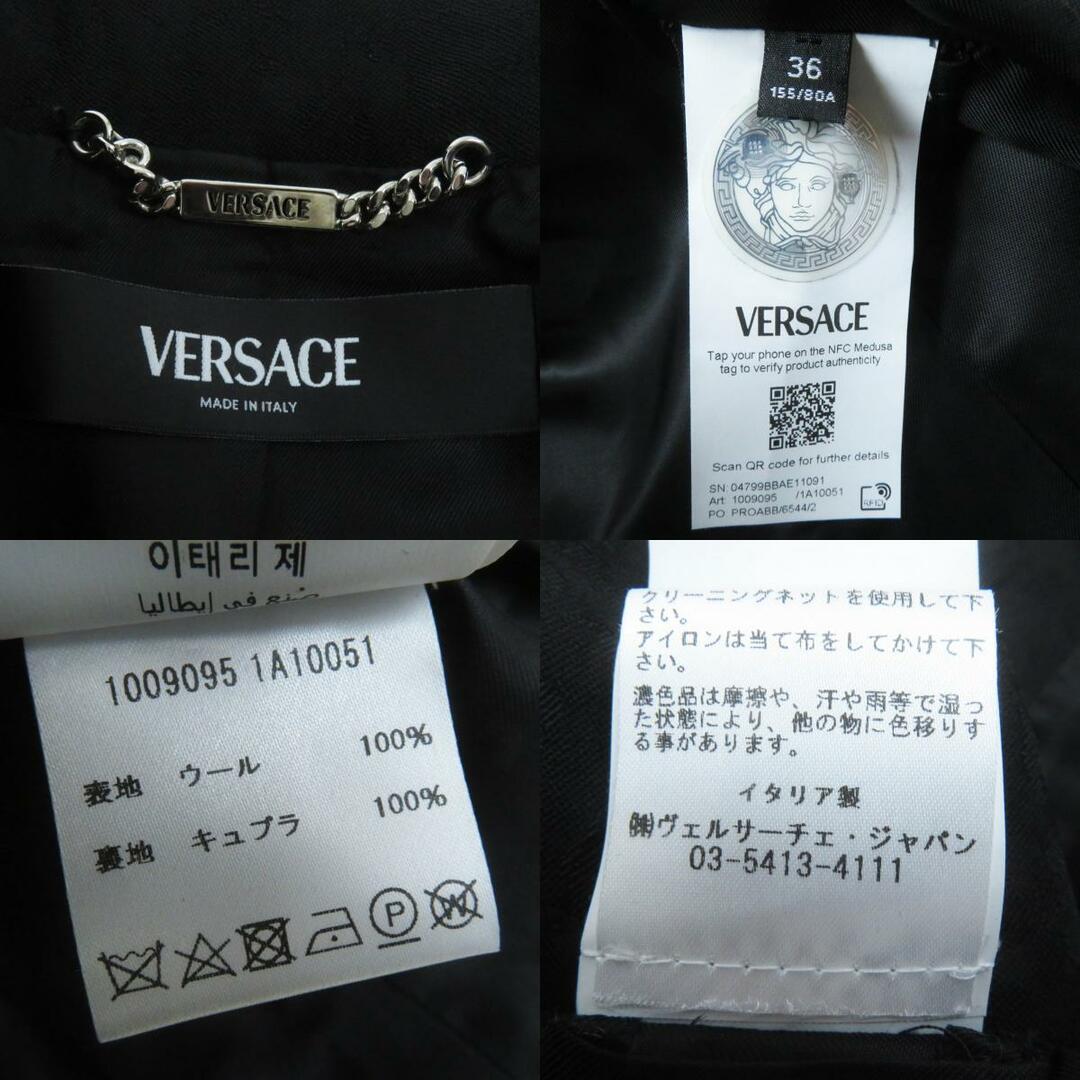 VERSACE
VERSACE
MADE IN ITALY
36
155/80A
VERSACE
Tap your phone on the NFC Medusa
tag to verify product authenticity
Scan QR code for further details
SN: 04799BBAE11091
Art: 1009095 /1A10051
PO PROABB/6544/2
RFID
이태리 제
صنع في إيطاليا
1009095 1A10051
表地 ウール 100%
裏地 キュプラ 100%
P
W
クリーニングネットを使用して下
さい。
アイロンは当て布をしてかけて下
さい。
濃色品は摩擦や、汗や雨等で湿っ
た状態により、他の物に色移りす
る事があります。
イタリア製
㈱ヴェルサーチェ・ジャパン
03-5413-4111